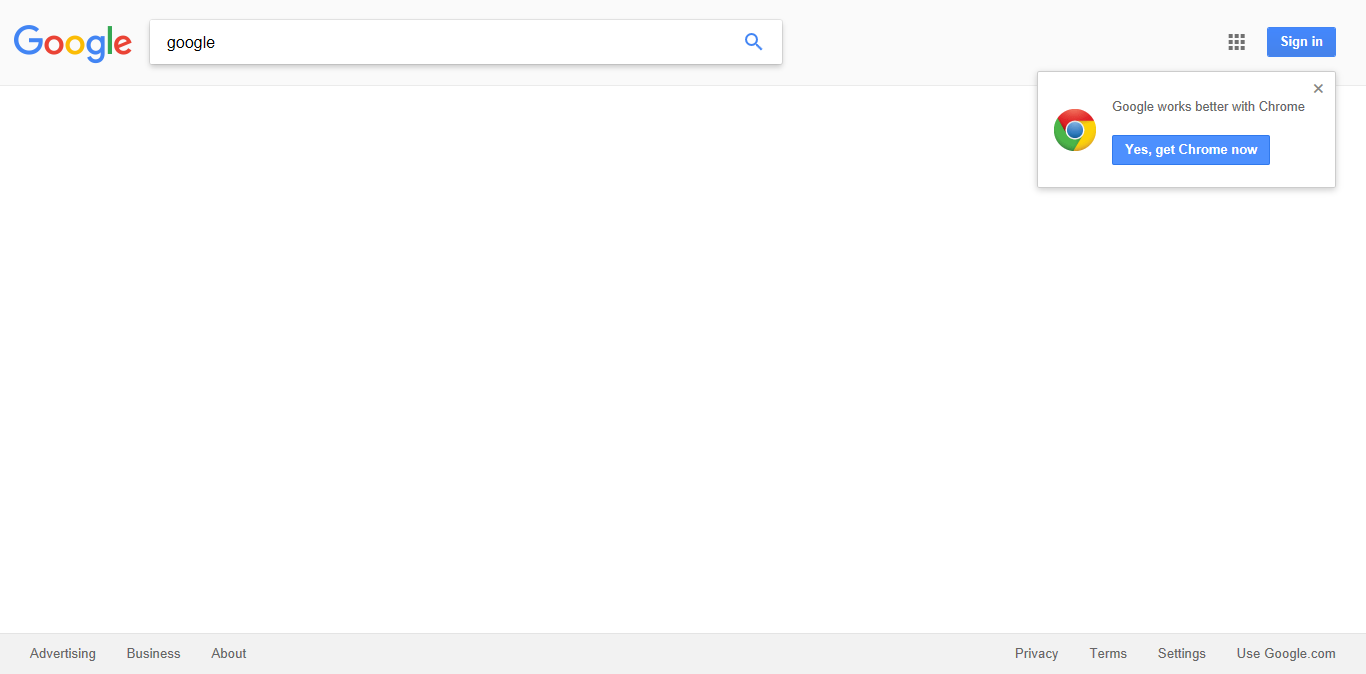 Google
google
Sign in
Google works better with Chrome
Yes, get Chrome now
Advertising Business About Privacy Terms Settings Use Google.com